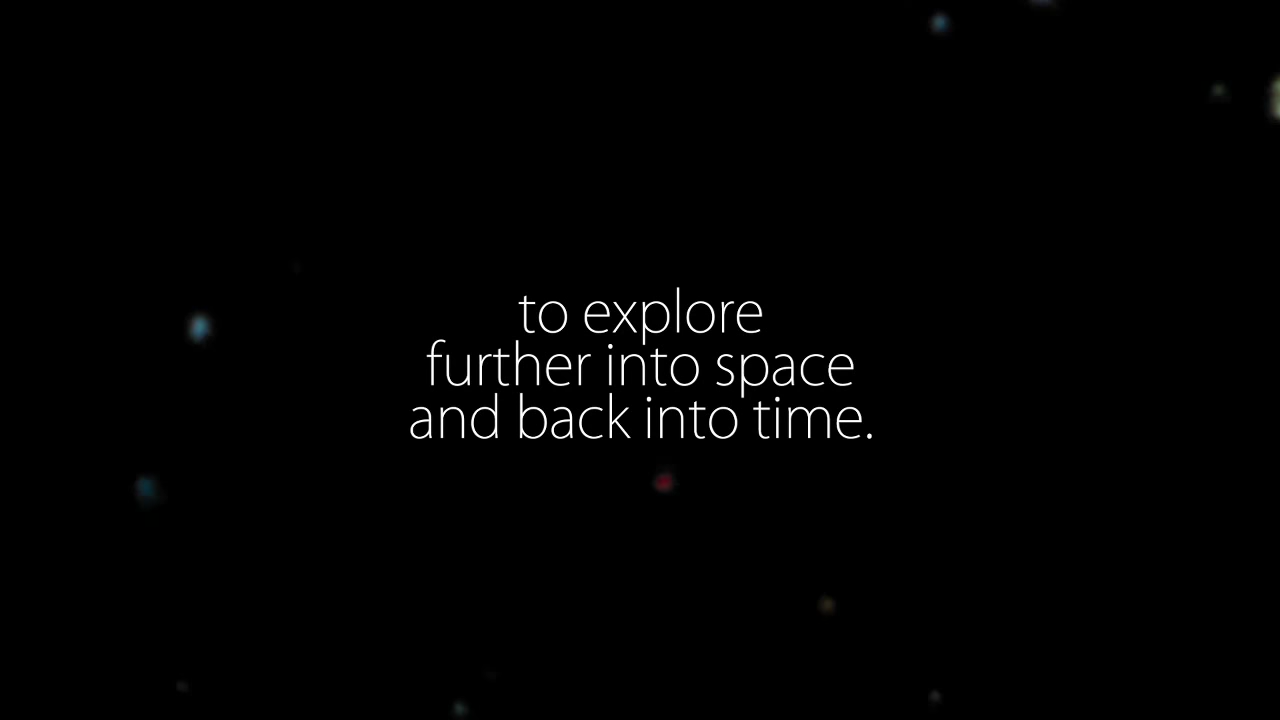 to explore
further into space
and back into time.